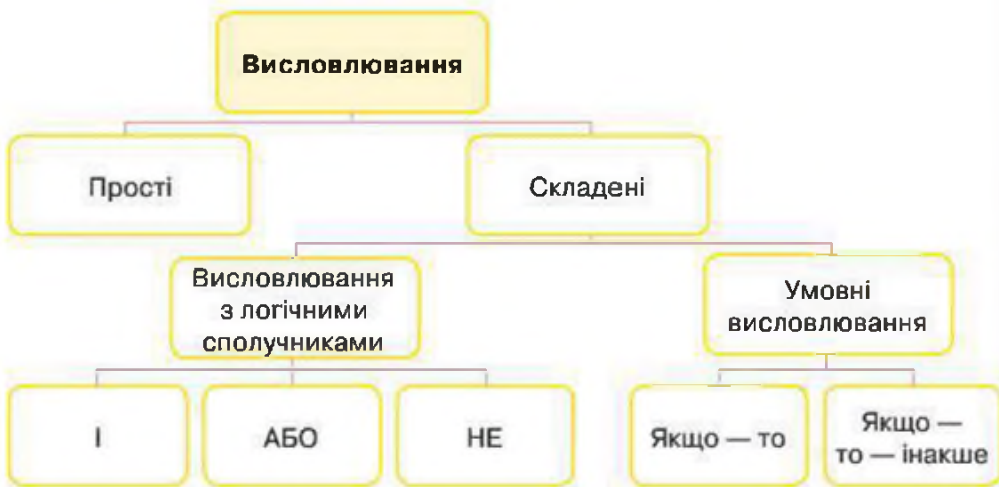 Висловлювання
Прості
Складені
Висловлювання
з логічними
сполучниками
Умовні
висловлювання
І
АБО
НЕ
Якщо — то
Якщо —
то — інакше